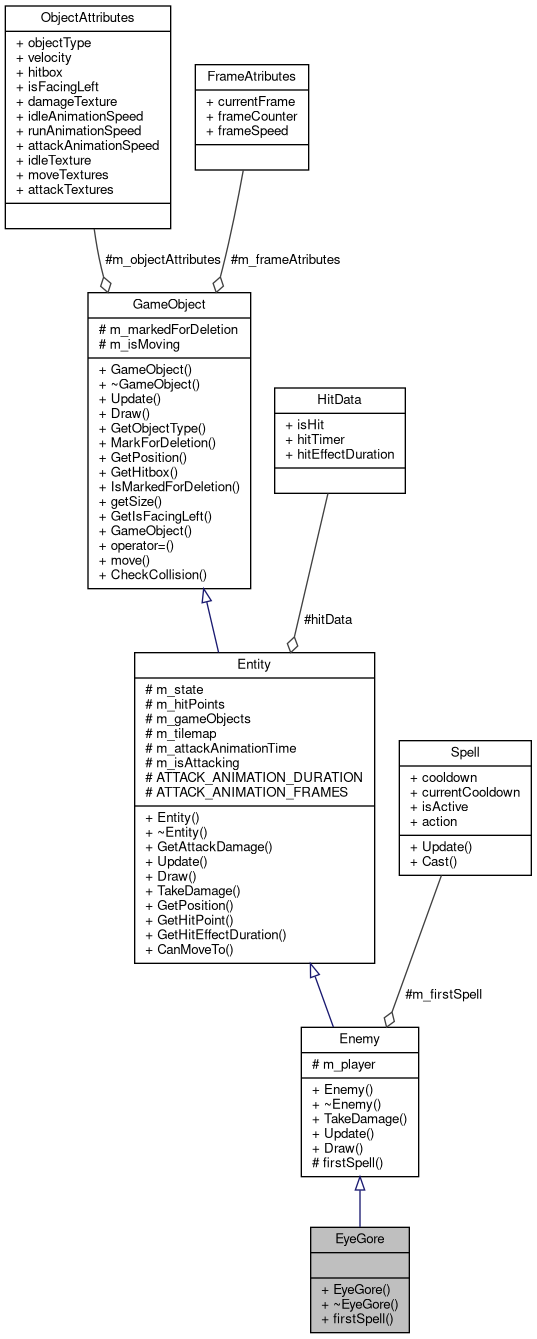 ObjectAttributes
+ objectType
+ velocity
+ hitbox
+ isFacingLeft
+ damageTexture
+ idleAnimationSpeed
+ runAnimationSpeed
+ attackAnimationSpeed
+ idleTexture
+ moveTextures
+ attackTextures
FrameAtributes
+ currentFrame
+ frameCounter
+ frameSpeed
#m_objectAttributes
#m_frameAtributes
GameObject
# m_markedForDeletion
# m_isMoving
+ GameObject()
+ ~GameObject()
+ Update()
+ Draw()
+ GetObjectType()
+ MarkForDeletion()
+ GetPosition()
+ GetHitbox()
+ IsMarkedForDeletion()
+ getSize()
+ GetIsFacingLeft()
+ GameObject()
+ operator=()
+ move()
+ CheckCollision()
HitData
+ isHit
+ hitTimer
+ hitEffectDuration
#hitData
Entity
# m_state
# m_hitPoints
# m_gameObjects
# m_tilemap
# m_attackAnimationTime
# m_isAttacking
# ATTACK_ANIMATION_DURATION
# ATTACK_ANIMATION_FRAMES
+ Entity()
+ ~Entity()
+ GetAttackDamage()
+ Update()
+ Draw()
+ TakeDamage()
+ GetPosition()
+ GetHitPoint()
+ GetHitEffectDuration()
+ CanMoveTo()
Spell
+ cooldown
+ currentCooldown
+ isActive
+ action
+ Update()
+ Cast()
#m_firstSpell
Enemy
# m_player
+ Enemy()
+ ~Enemy()
+ TakeDamage()
+ Update()
+ Draw()
# firstSpell()
EyeGore
+ EyeGore()
+ ~EyeGore()
+ firstSpell()